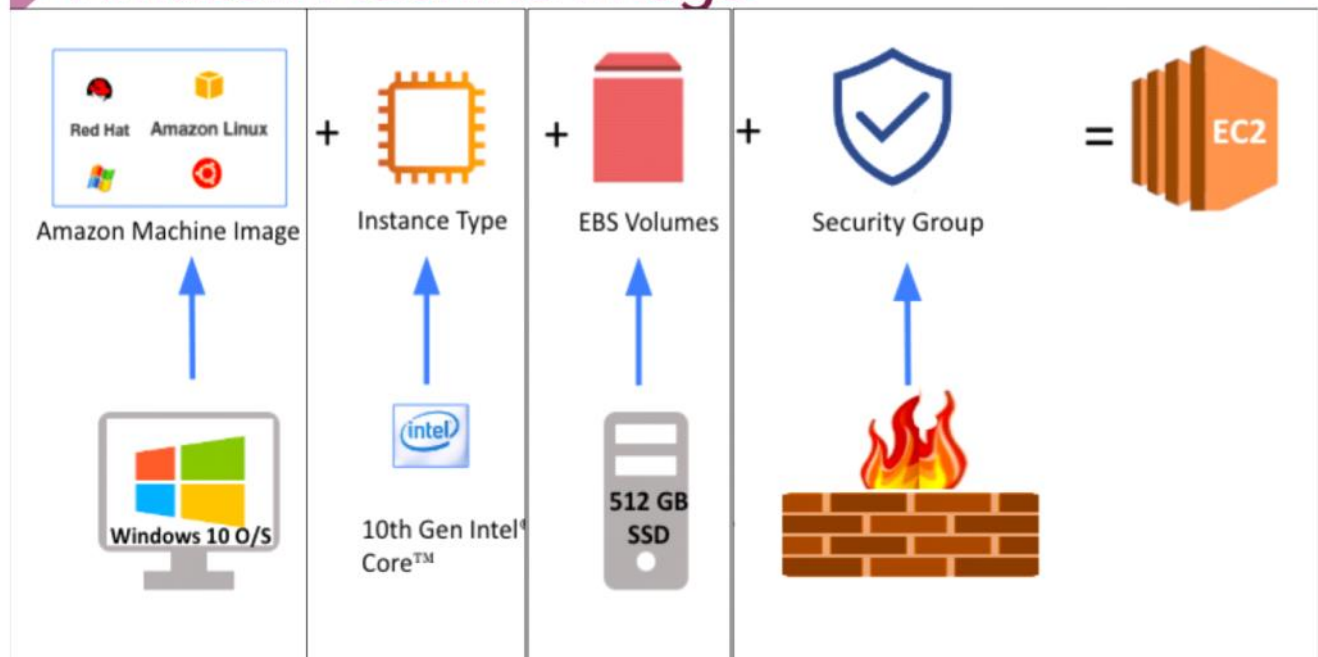 Red Hat
Amazon Linux
+
+
+
=
EC2
Amazon Machine Image
Instance Type
EBS Volumes
Security Group
intel
Windows 10 O/S
10th Gen Intel®
Core™
512 GB
SSD